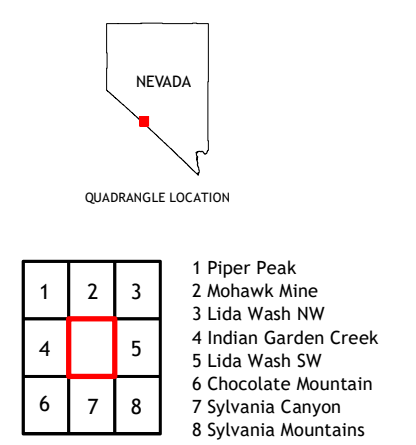 NEVADA
QUADRANGLE LOCATION
1 2 3
4 5
6 7 8
1 Piper Peak
2 Mohawk Mine
3 Lida Wash NW
4 Indian Garden Creek
5 Lida Wash SW
6 Chocolate Mountain
7 Sylvania Canyon
8 Sylvania Mountains